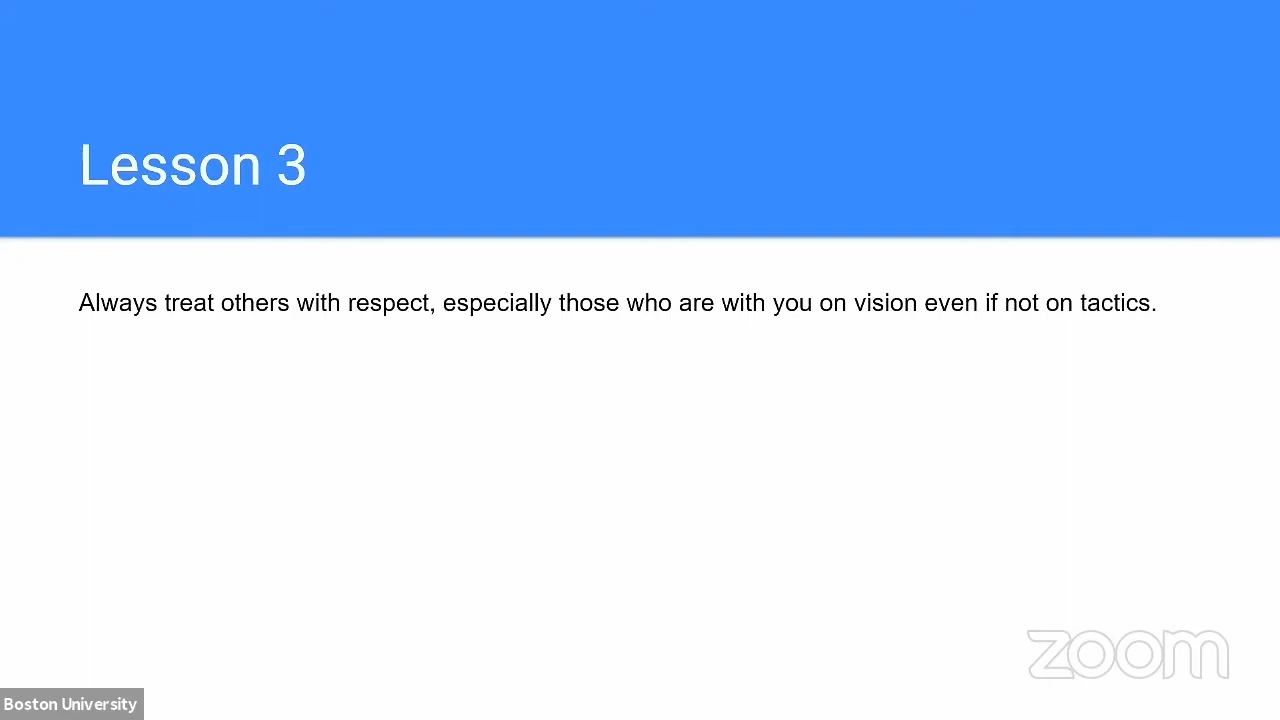 Lesson 3
Always treat others with respect, especially those who are with you on vision even if not on tactics.
zoom
Boston University